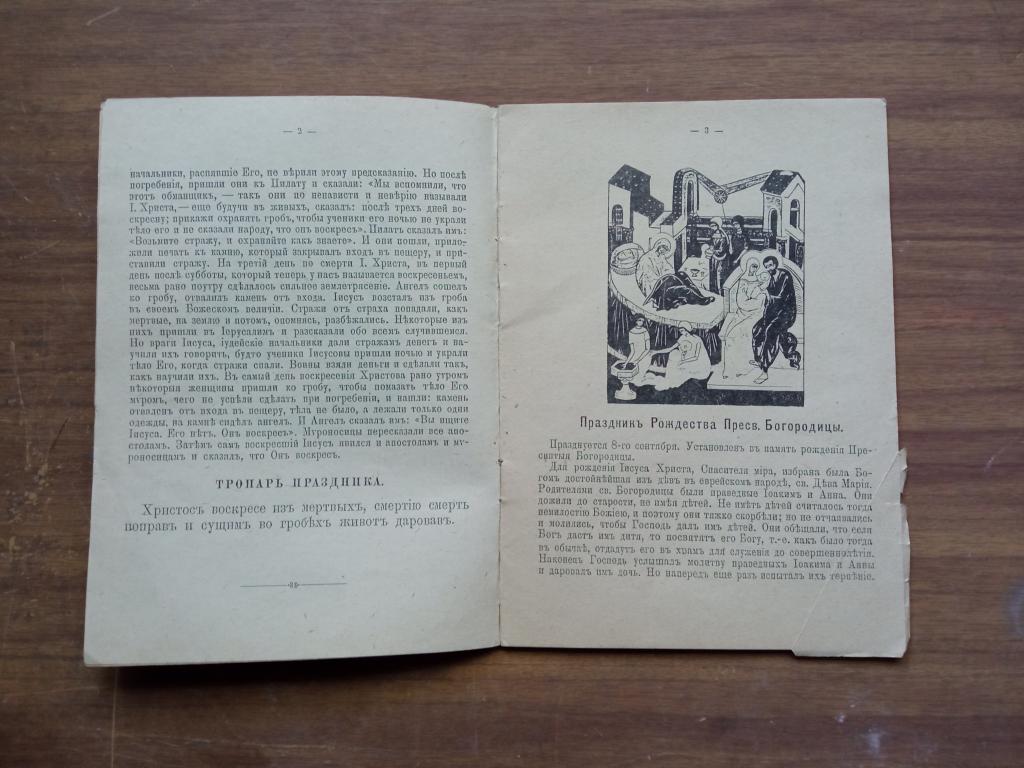 — 2 —
начальники, распявшіе Его, не вѣрили этому предсказанію. Но послѣ
погребенія, пришли они къ Пилату и сказали: «Мы вспомнили, что
этотъ обманщикъ, — такъ они по ненависти и невѣрію называли
І. Христа, — еще будучи въ живыхъ, сказалъ: послѣ трехъ дней вос-
кресну; прикажи охранять гробъ, чтобы ученики его ночью не украли
тѣло его и не сказали народу, что онъ воскресъ». Пилатъ сказалъ имъ:
«Возьмите стражу, и охраняйте какъ знаете». И они пошли, прило-
жили печать къ камню, который закрывалъ входъ въ пещеру, и при-
ставили стражу. На третій день по смерти І. Христа, въ первый
день послѣ субботы, который теперь у насъ называется воскресеньемъ,
весьма рано поутру сдѣлалось сильное землетрясеніе. Ангелъ сошелъ
ко гробу, отвалилъ камень отъ входа. Іисусъ возсталъ изъ гроба
въ своемъ Божескомъ величіи. Стражи отъ страха попадали, какъ
мертвые, на землю и потомъ, опомнясь, разбѣжались. Нѣкоторые изъ
нихъ пришли въ Іерусалимъ и разсказали обо всемъ случившемся.
Но враги Іисуса, іудейскіе начальники дали стражамъ денегъ и на-
учили ихъ говорить, будто ученики Іисусовы пришли ночью и украли
тѣло Его, когда стражи спали. Воины взяли деньги и сдѣлали такъ,
какъ научили ихъ. Въ самый день воскресенія Христова рано утромъ
нѣкоторыя женщины пришли ко гробу, чтобы помазать тѣло Его
мѵромъ, чего не успѣли сдѣлать при погребеніи, и нашли: камень
отваленъ отъ входа въ пещеру, тѣла не было, а лежали только одни
одежды, на камнѣ сидѣлъ ангелъ. И Ангелъ сказалъ имъ: «Вы ищите
Іисуса. Его нѣтъ. Онъ воскресъ». Мѵроносицы пересказали все апо-
столамъ. Затѣмъ самъ воскресшій Іисусъ явился и апостоламъ и мѵ-
роносицамъ и сказалъ, что Онъ воскресъ.
ТРОПАРЬ ПРАЗДНИКА.
Христосъ воскресе изъ мертвыхъ, смертію смерть
поправъ и сущимъ во гробѣхъ животъ даровавъ.
— 3 —
Праздникъ Рождества Пресв. Богородицы.
Празднуется 8-го сентября. Установленъ въ память рожденія Пре-
святыя Богородицы.
Для рожденія Іисуса Христа, Спасителя міра, избрана была Бо-
гомъ достойнѣйшая изъ дѣвъ въ еврейскомъ народѣ, св. Дѣва Марія.
Родителями св. Богородицы были праведные Іоакимъ и Анна. Они
дожили до старости, не имѣя дѣтей. Не имѣть дѣтей считалось тогда
немилостію Божіею, и поэтому они тяжко скорбѣли; но не отчаивались
и молились, чтобы Господь далъ имъ дѣтей. Они обѣщали, что если
Богъ дастъ имъ дитя, то посвятятъ его Богу, т.-е. какъ было тогда
въ обычаѣ, отдадутъ его въ храмъ для служенія до совершеннолѣтія.
Наконецъ Господь услышалъ молитву праведныхъ Іоакима и Анны
и даровалъ имъ дочь. Но напередъ еще разъ испыталъ ихъ терпѣніе.